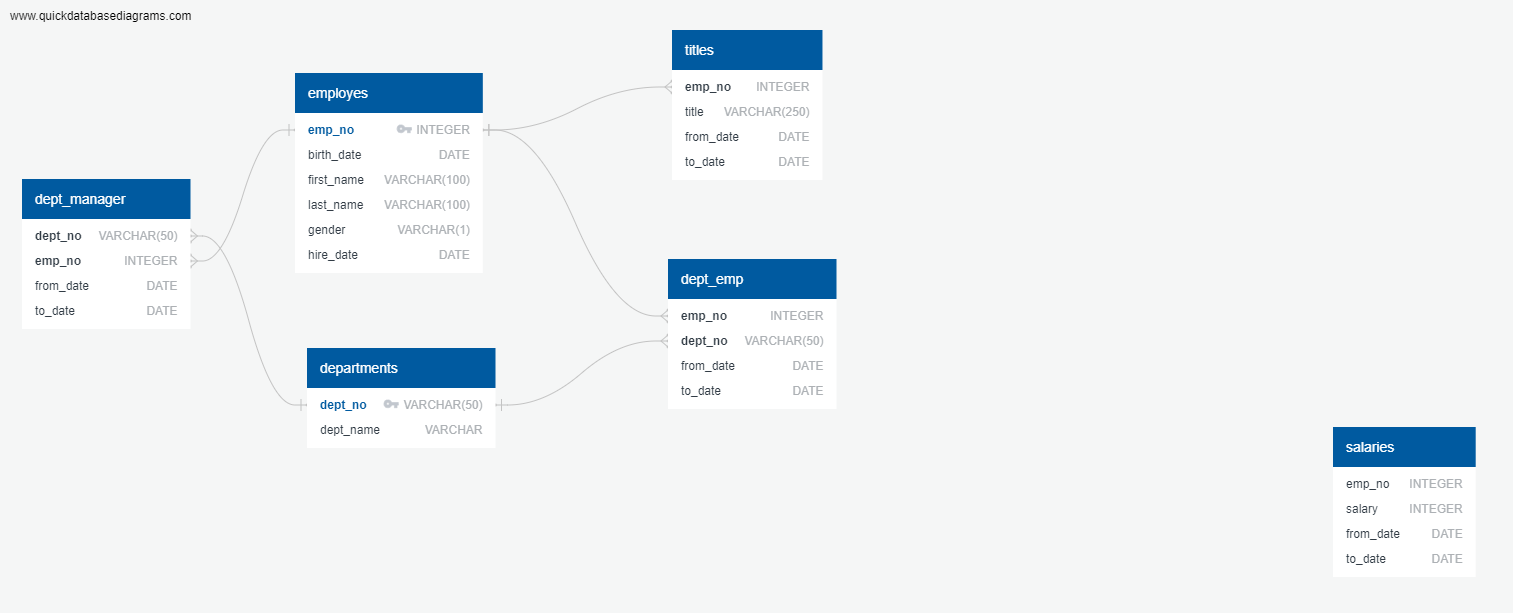 www.quickdatabasediagrams.com
titles
emp_no INTEGER
title VARCHAR(250)
from_date DATE
to_date DATE
employes
emp_no INTEGER
birth_date DATE
first_name VARCHAR(100)
last_name VARCHAR(100)
gender VARCHAR(1)
hire_date DATE
dept_manager
dept_no VARCHAR(50)
emp_no INTEGER
from_date DATE
to_date DATE
dept_emp
emp_no INTEGER
dept_no VARCHAR(50)
from_date DATE
to_date DATE
departments
dept_no VARCHAR(50)
dept_name VARCHAR
salaries
emp_no INTEGER
salary INTEGER
from_date DATE
to_date DATE